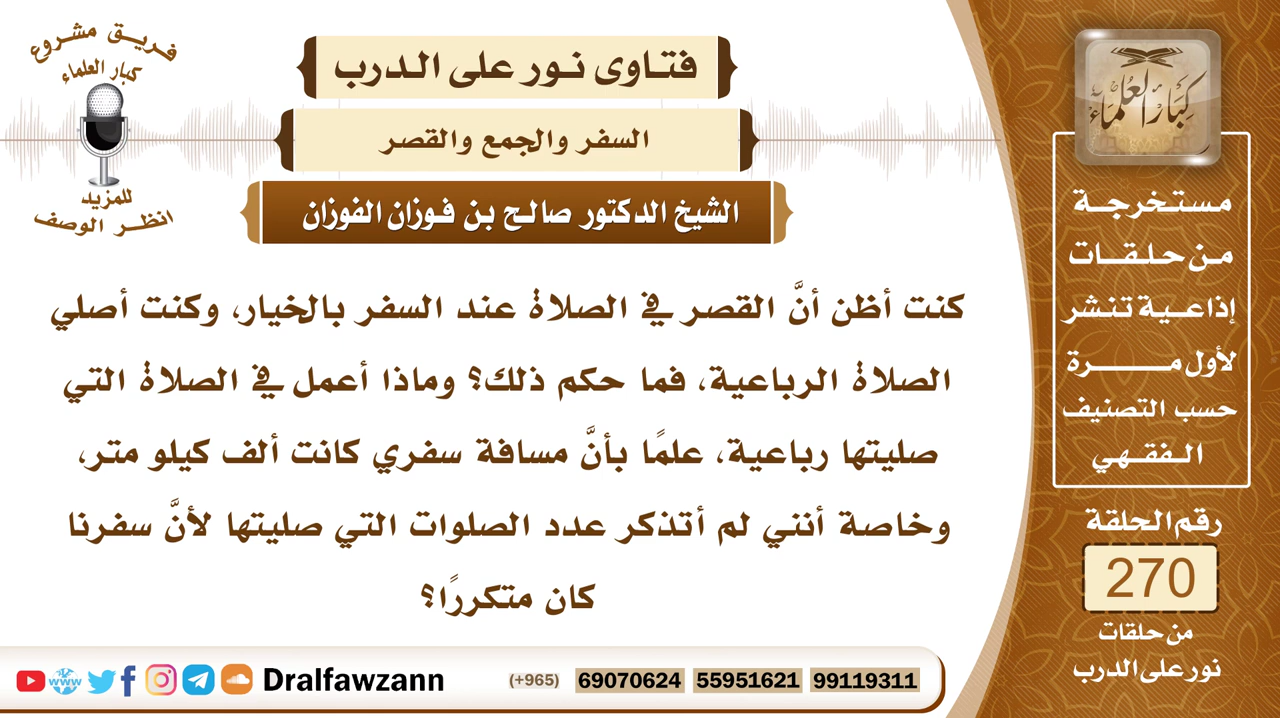 فريق مشروع
كبار العلماء
للمزيد
انظر الوصف
فتاوى نور على الدرب
السفر والجمع والقصر
الشيخ الدكتور صالح بن فوزان الفوزان
كنت أظن أنَّ القصر في الصلاة عند السفر بالخيار، وكنت أصلي
الصلاة الرباعية، فما حكم ذلك؟ وماذا أعمل في الصلاة التي
صليتها رباعية، علمًا بأنَّ مسافة سفري كانت ألف كيلو متر،
وخاصة أنني لم أتذكر عدد الصلوات التي صليتها لأنَّ سفرنا
كان متكررًا؟
كبار العلماء
مستخرجة
من حلقات
إذاعية تنشر
لأول مرة
حسب التصنيف
الفقهي
رقم الحلقة
270
من حلقات
نور على الدرب
www Dralfawzann (+965) 69070624 55951621 99119311